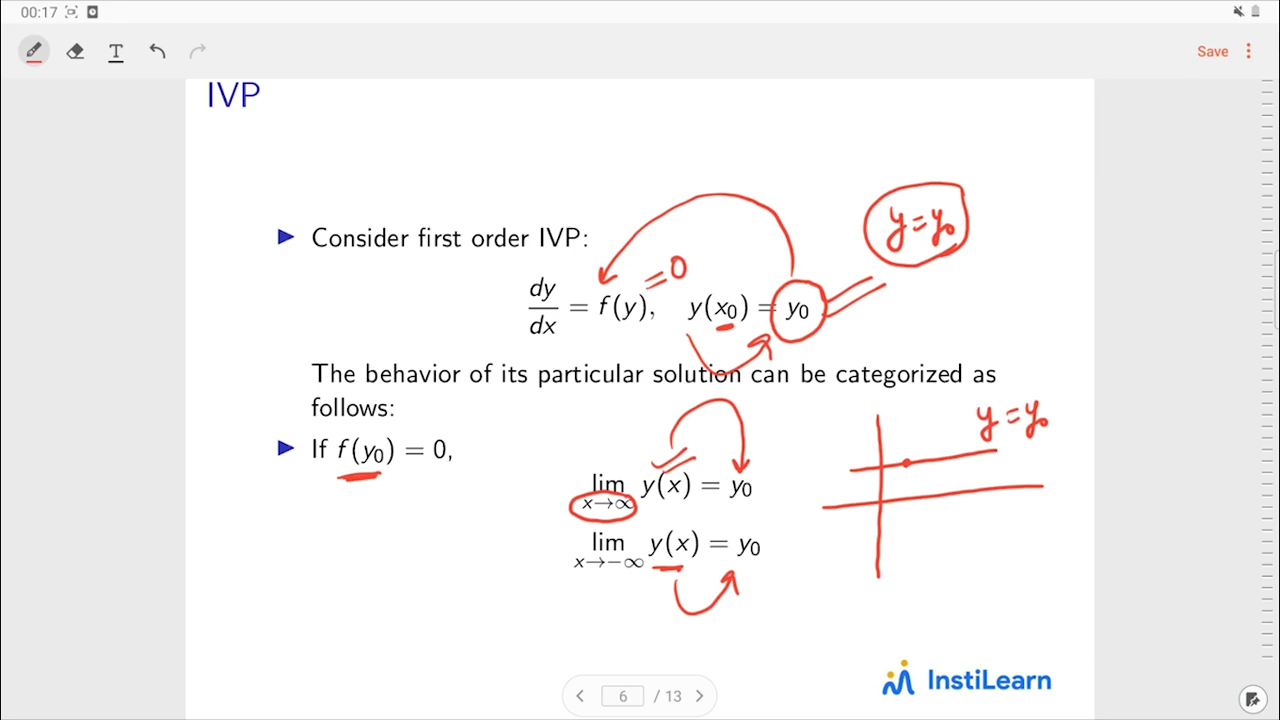 00:17
T
Save
IVP
Consider first order IVP:
y = y₀
= 0
dy/dx = f(y), y(x₀) = y₀
The behavior of its particular solution can be categorized as
follows:
y = y₀
If f(y₀) = 0,
lim x→∞ y(x) = y₀
lim x→−∞ y(x) = y₀
InstiLearn
6 / 13